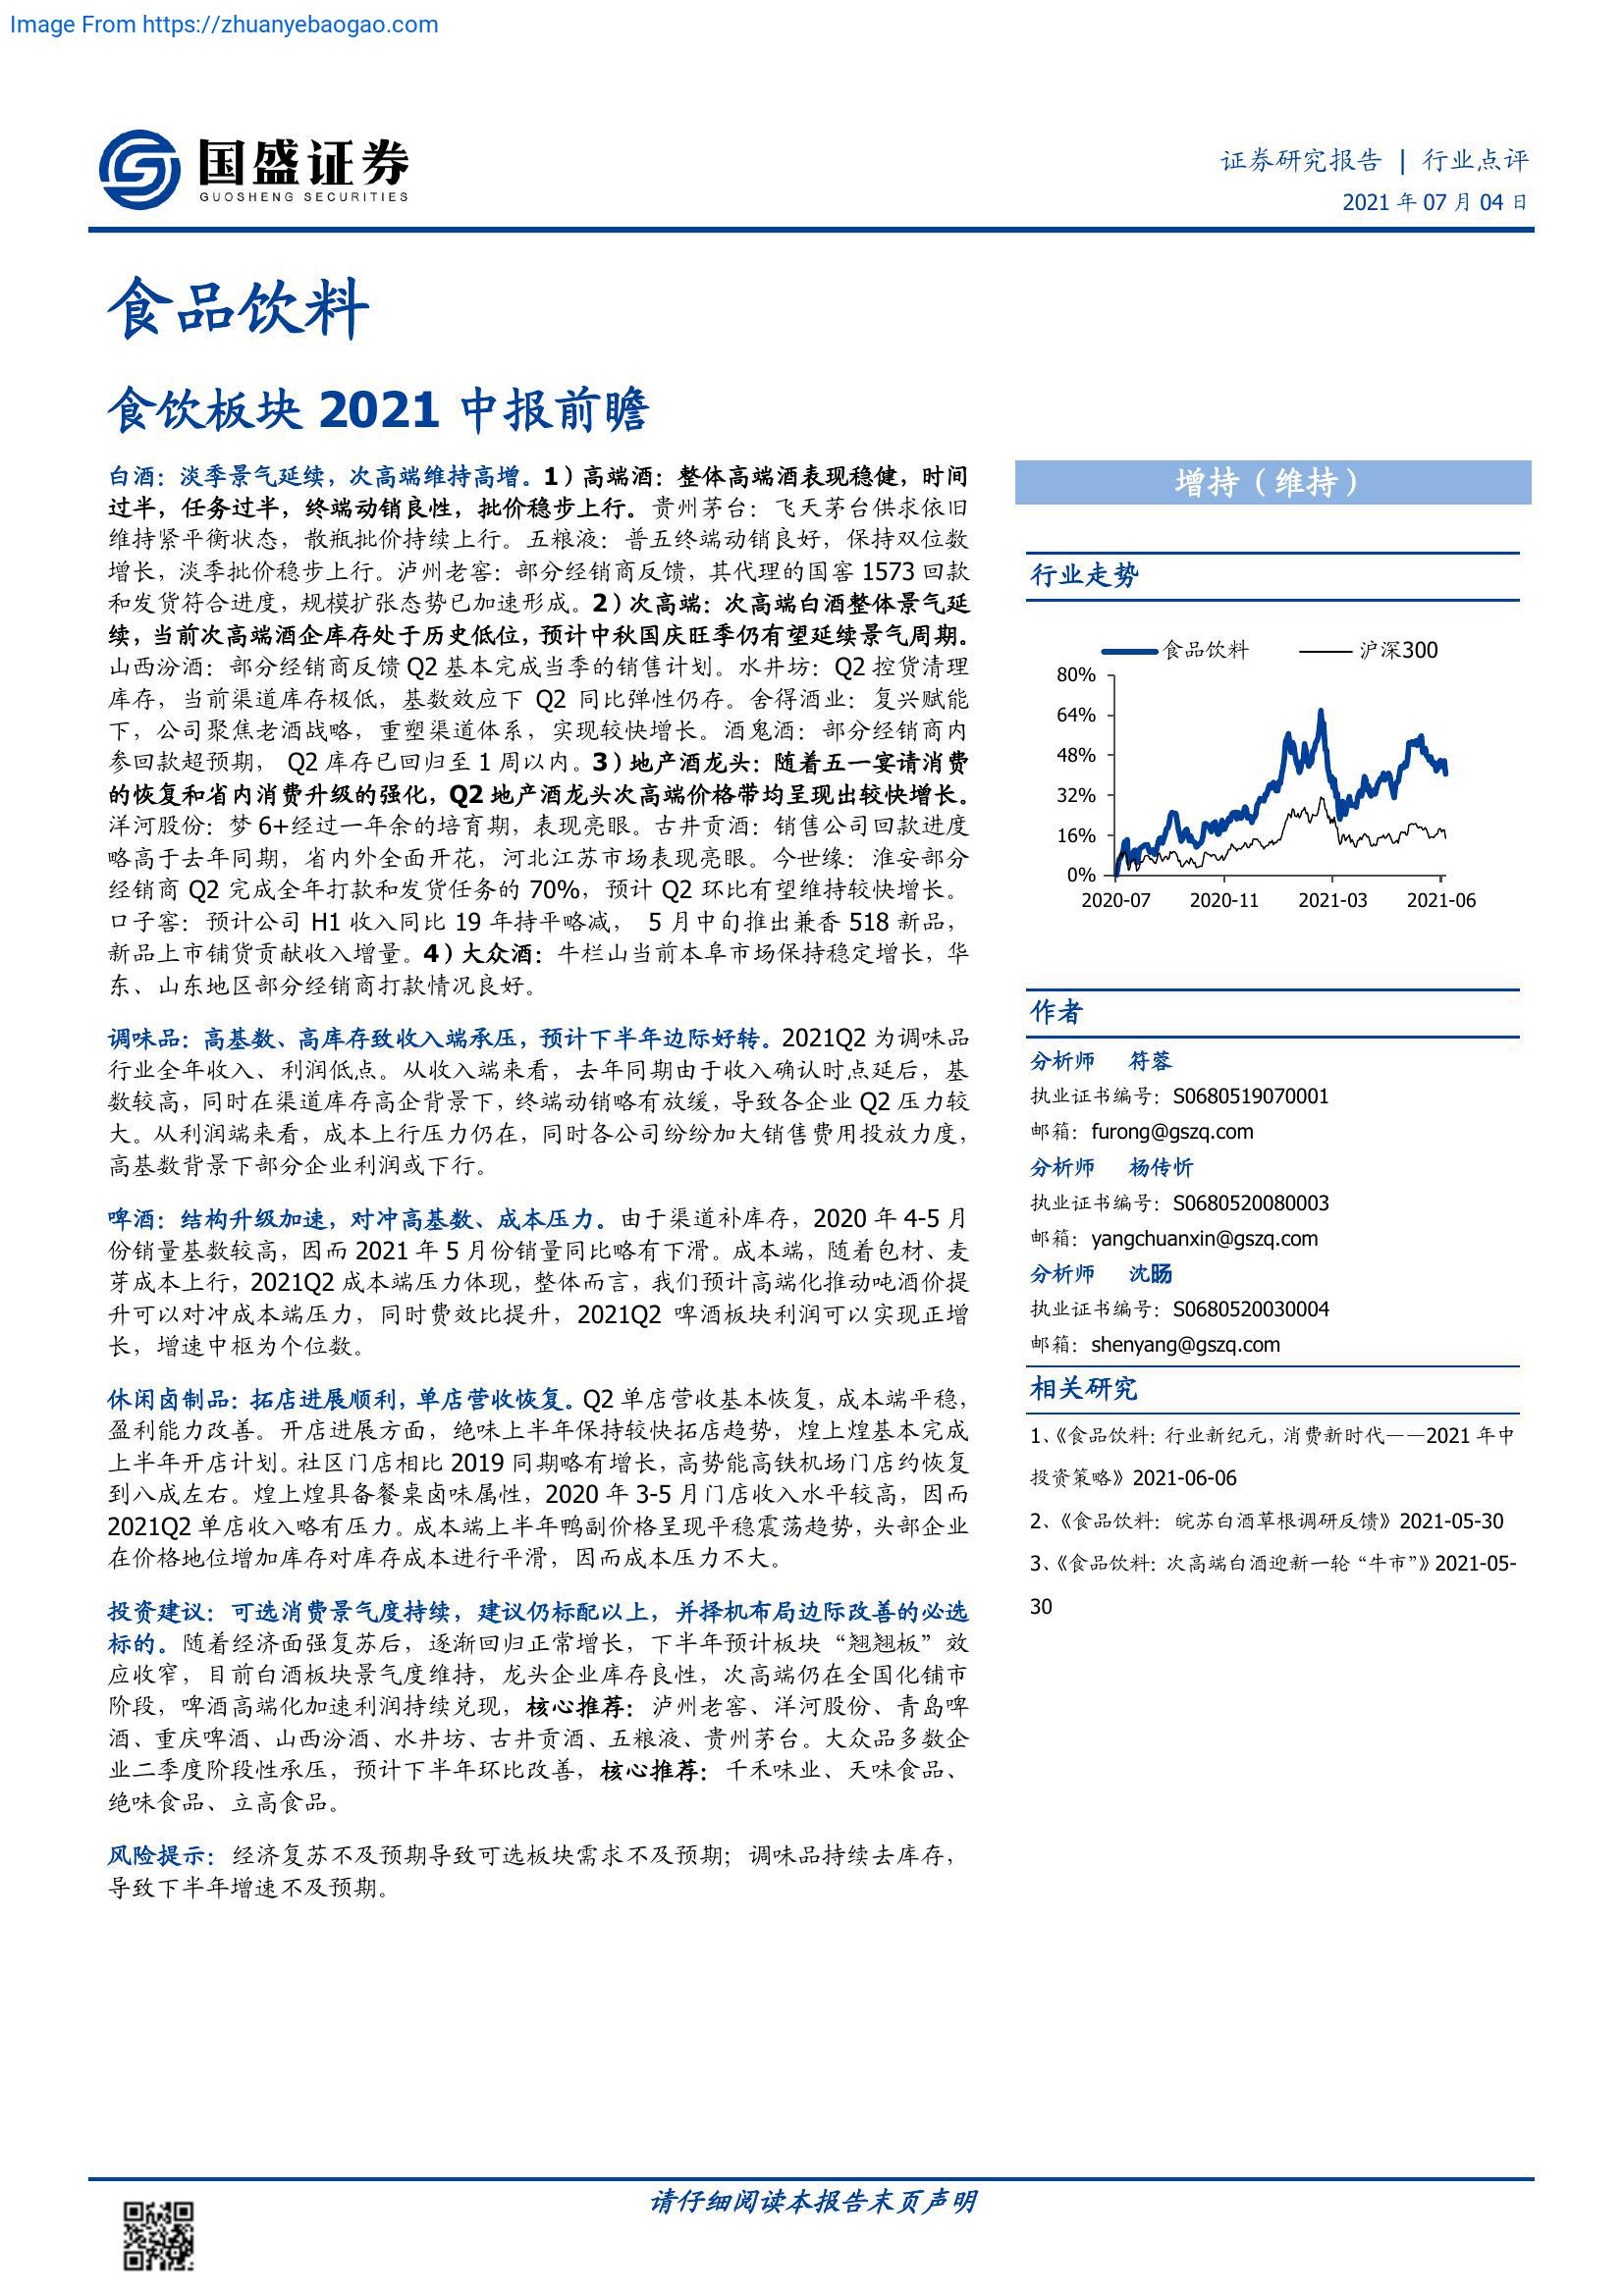 Image From https://zhuanyebaogao.com
国盛证券
GUOSHENG SECURITIES
证券研究报告 | 行业点评
2021 年 07 月 04 日
食品饮料
食饮板块 2021 中报前瞻
白酒：淡季景气延续，次高端维持高增。1）高端酒：整体高端酒表现稳健，时间
过半，任务过半，终端动销良性，批价稳步上行。贵州茅台：飞天茅台供求依旧
维持紧平衡状态，散瓶批价持续上行。五粮液：普五终端动销良好，保持双位数
增长，淡季批价稳步上行。泸州老窖：部分经销商反馈，其代理的国窖 1573 回款
和发货符合进度，规模扩张态势已加速形成。2）次高端：次高端白酒整体景气延
续，当前次高端酒企库存处于历史低位，预计中秋国庆旺季仍有望延续景气周期。
山西汾酒：部分经销商反馈 Q2 基本完成当季的销售计划。水井坊：Q2 控货清理
库存，当前渠道库存极低，基数效应下 Q2 同比弹性仍存。舍得酒业：复兴赋能
下，公司聚焦老酒战略，重塑渠道体系，实现较快增长。酒鬼酒：部分经销商内
参回款超预期， Q2 库存已回归至 1 周以内。3）地产酒龙头：随着五一宴请消费
的恢复和省内消费升级的强化，Q2 地产酒龙头次高端价格带均呈现出较快增长。
洋河股份：梦 6+经过一年余的培育期，表现亮眼。古井贡酒：销售公司回款进度
略高于去年同期，省内外全面开花，河北江苏市场表现亮眼。今世缘：淮安部分
经销商 Q2 完成全年打款和发货任务的 70%，预计 Q2 环比有望维持较快增长。
口子窖：预计公司 H1 收入同比 19 年持平略减， 5 月中旬推出兼香 518 新品，
新品上市铺货贡献收入增量。4）大众酒：牛栏山当前本阜市场保持稳定增长，华
东、山东地区部分经销商打款情况良好。
调味品：高基数、高库存致收入端承压，预计下半年边际好转。2021Q2 为调味品
行业全年收入、利润低点。从收入端来看，去年同期由于收入确认时点延后，基
数较高，同时在渠道库存高企背景下，终端动销略有放缓，导致各企业 Q2 压力较
大。从利润端来看，成本上行压力仍在，同时各公司纷纷加大销售费用投放力度，
高基数背景下部分企业利润或下行。
啤酒：结构升级加速，对冲高基数、成本压力。由于渠道补库存，2020 年 4-5 月
份销量基数较高，因而 2021 年 5 月份销量同比略有下滑。成本端，随着包材、麦
芽成本上行，2021Q2 成本端压力体现，整体而言，我们预计高端化推动吨酒价提
升可以对冲成本端压力，同时费效比提升，2021Q2 啤酒板块利润可以实现正增
长，增速中枢为个位数。
休闲卤制品：拓店进展顺利，单店营收恢复。Q2 单店营收基本恢复，成本端平稳，
盈利能力改善。开店进展方面，绝味上半年保持较快拓店趋势，煌上煌基本完成
上半年开店计划。社区门店相比 2019 同期略有增长，高势能高铁机场门店约恢复
到八成左右。煌上煌具备餐桌卤味属性，2020 年 3-5 月门店收入水平较高，因而
2021Q2 单店收入略有压力。成本端上半年鸭副价格呈现平稳震荡趋势，头部企业
在价格地位增加库存对库存成本进行平滑，因而成本压力不大。
投资建议：可选消费景气度持续，建议仍标配以上，并择机布局边际改善的必选
标的。随着经济面强复苏后，逐渐回归正常增长，下半年预计板块“翘翘板”效
应收窄，目前白酒板块景气度维持，龙头企业库存良性，次高端仍在全国化铺市
阶段，啤酒高端化加速利润持续兑现，核心推荐：泸州老窖、洋河股份、青岛啤
酒、重庆啤酒、山西汾酒、水井坊、古井贡酒、五粮液、贵州茅台。大众品多数企
业二季度阶段性承压，预计下半年环比改善，核心推荐：千禾味业、天味食品、
绝味食品、立高食品。
风险提示：经济复苏不及预期导致可选板块需求不及预期；调味品持续去库存，
导致下半年增速不及预期。
增持（维持）
行业走势
食品饮料 沪深300
80%
64%
48%
32%
16%
0%
2020-07 2020-11 2021-03 2021-06
作者
分析师 符蓉
执业证书编号：S0680519070001
邮箱：furong@gszq.com
分析师 杨传忻
执业证书编号：S0680520080003
邮箱：yangchuanxin@gszq.com
分析师 沈旸
执业证书编号：S0680520030004
邮箱：shenyang@gszq.com
相关研究
1、《食品饮料：行业新纪元，消费新时代——2021 年中
投资策略》2021-06-06
2、《食品饮料：皖苏白酒草根调研反馈》2021-05-30
3、《食品饮料：次高端白酒迎新一轮“牛市”》2021-05-
30
请仔细阅读本报告末页声明